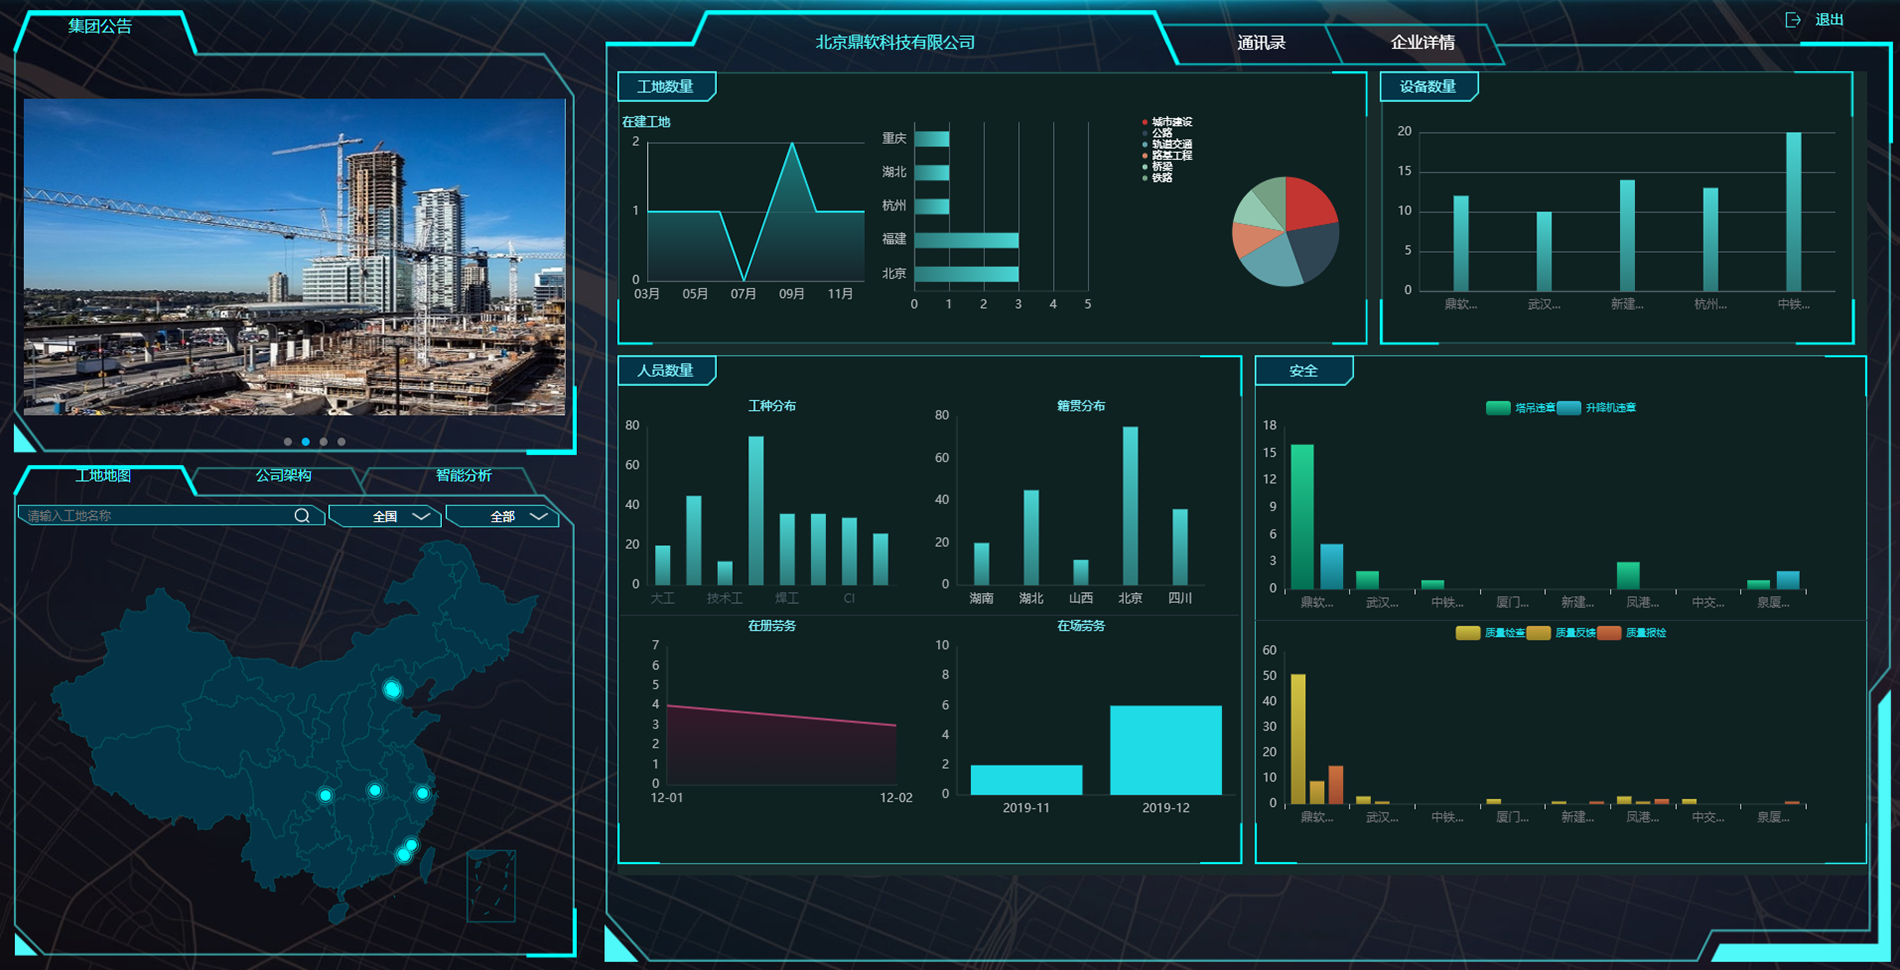 集团公告
北京鼎软科技有限公司
通讯录
企业详情
退出
工地数量
在建工地
2
1
0
03月 05月 07月 09月 11月
重庆
湖北
杭州
福建
北京
0 1 2 3 4 5
城市建设
公路
轨道交通
路基工程
桥梁
铁路
设备数量
20
15
10
5
0
鼎软... 武汉... 新建... 杭州... 中铁...
工地地图
公司架构
智能分析
请输入工地名称
全国
全部
人员数量
工种分布
80
60
40
20
0
大工 技术工 焊工 CI
籍贯分布
80
60
40
20
0
湖南 湖北 山西 北京 四川
在册劳务
7
6
5
4
3
2
1
0
12-01 12-02
在场劳务
10
8
6
4
2
0
2019-11 2019-12
安全
塔吊违章 升降机违章
18
15
12
9
6
3
0
鼎软... 武汉... 中铁... 厦门... 新建... 凤港... 中交... 泉厦...
质量检查 质量反馈 质量报检
60
50
40
30
20
10
0
鼎软... 武汉... 中铁... 厦门... 新建... 凤港... 中交... 泉厦...